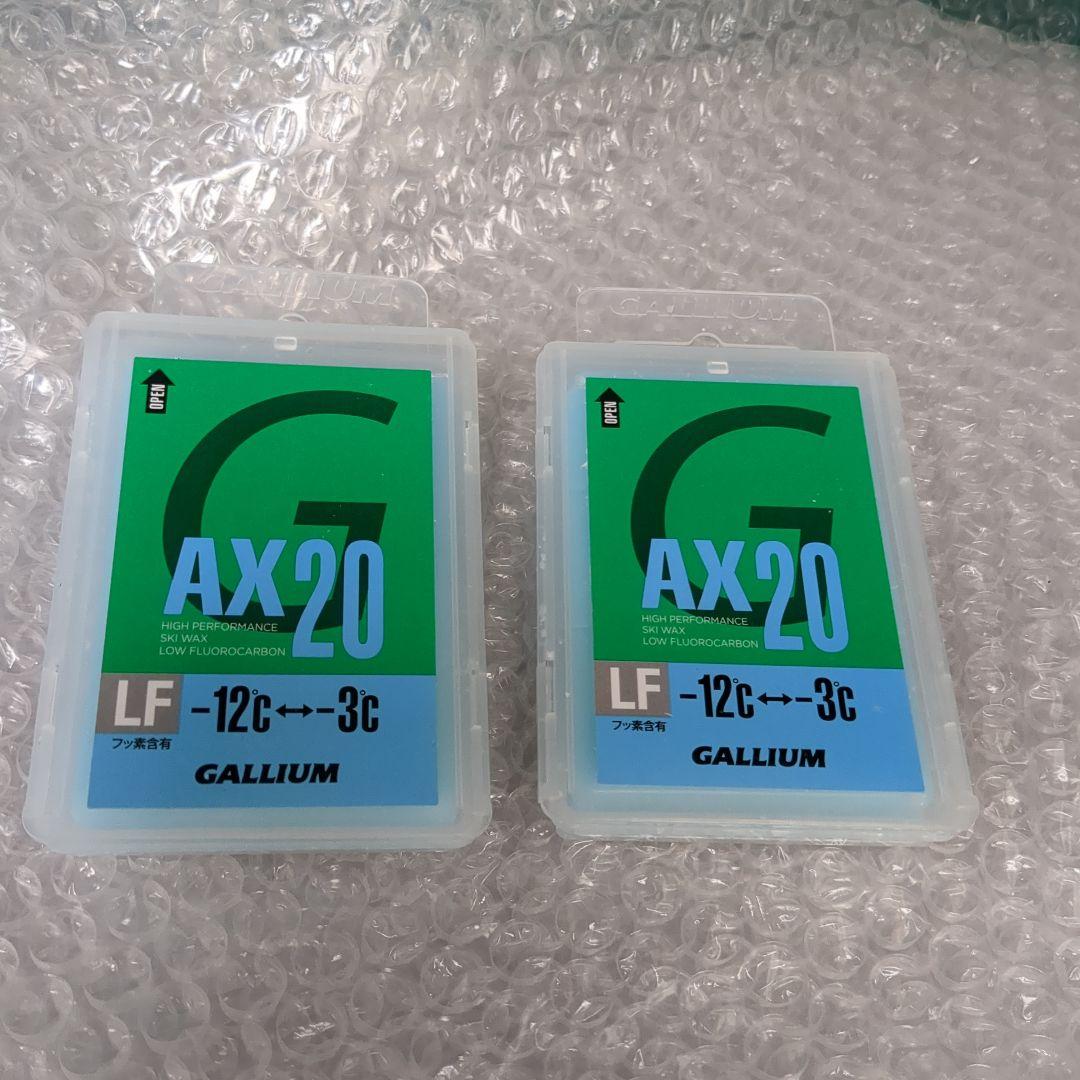 GALLIUM
OPEN
G
AX20
HIGH PERFORMANCE
SKI WAX
LOW FLUOROCARBON
LF
-12℃↔-3℃
フッ素含有
GALLIUM
GALLIUM
OPEN
G
AX20
HIGH PERFORMANCE
SKI WAX
LOW FLUOROCARBON
LF
-12℃↔-3℃
フッ素含有
GALLIUM